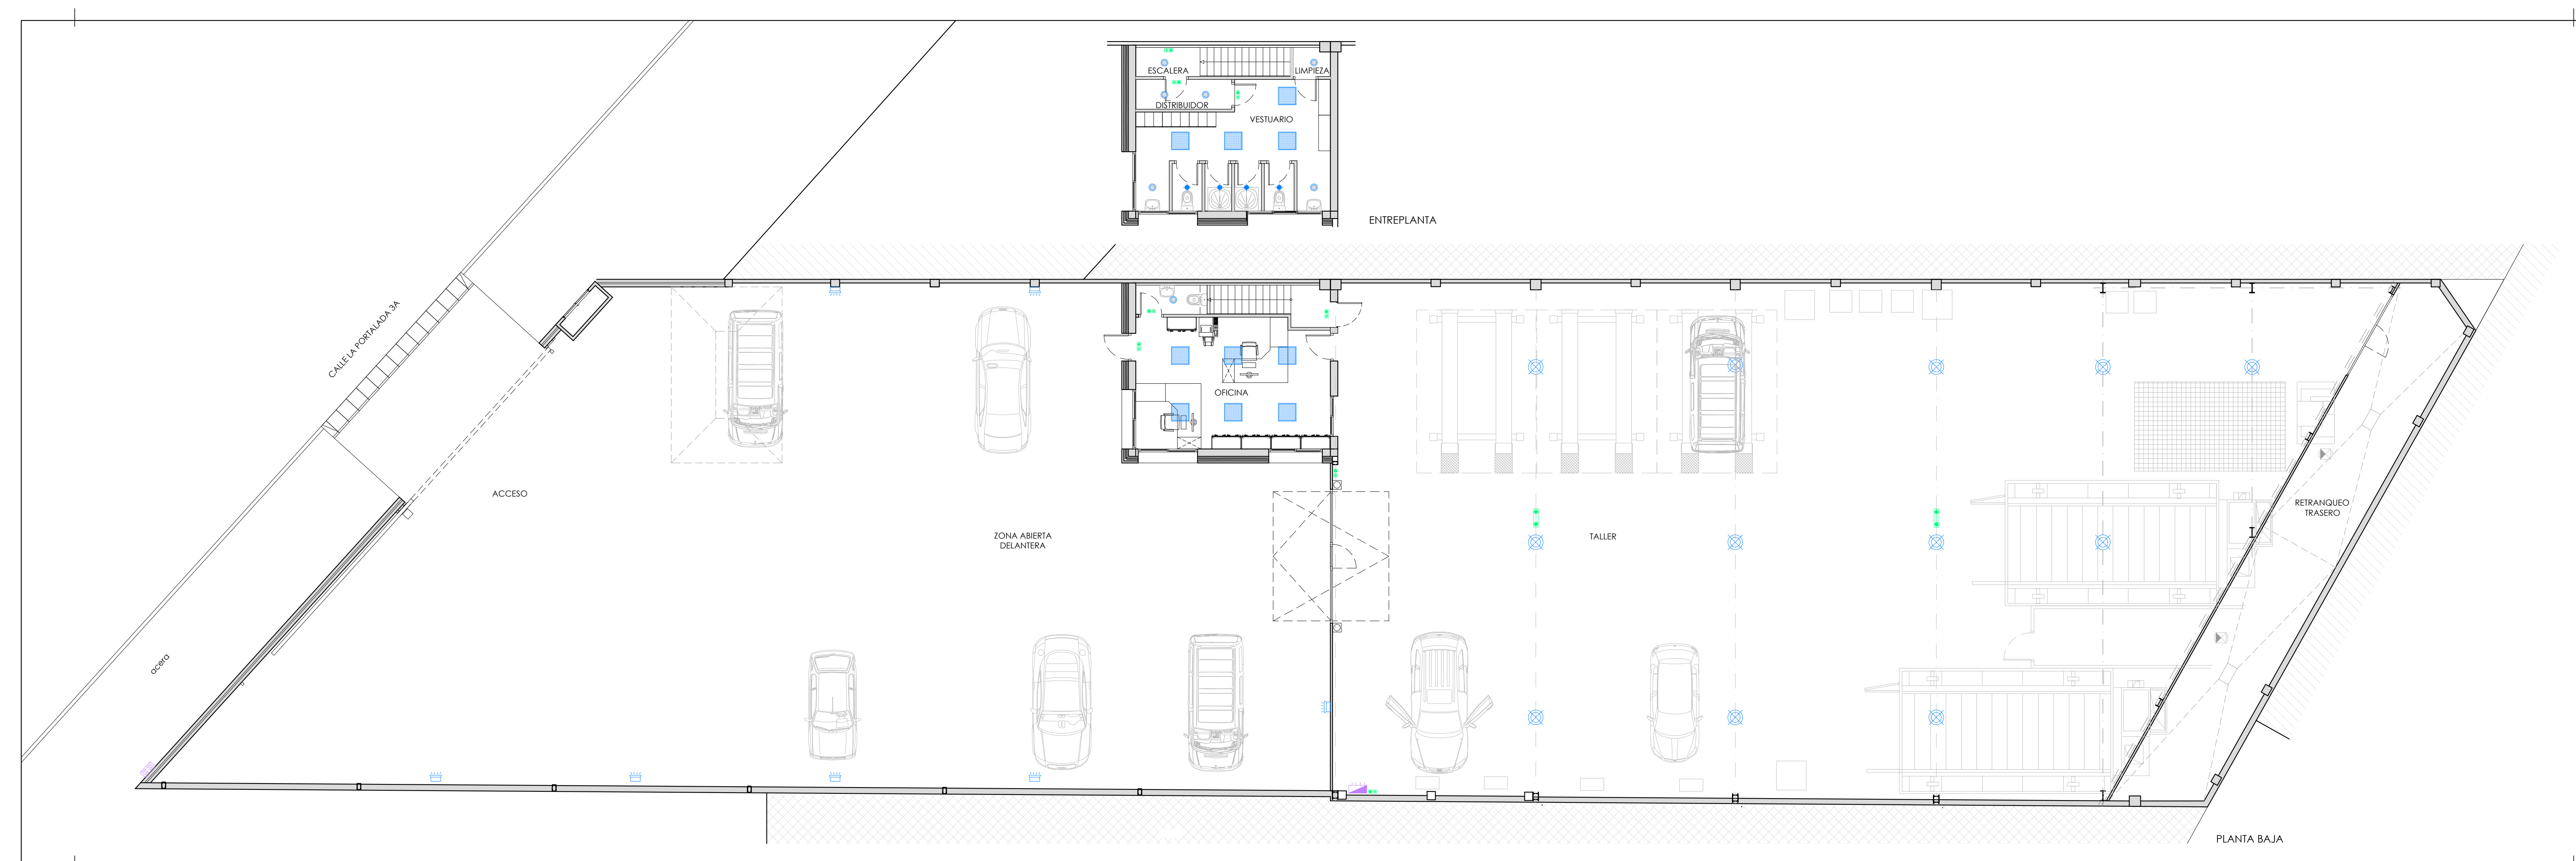 ESCALERA
LIMPIEZA
DISTRIBUIDOR
VESTUARIO
ENTREPLANTA
CALLE LA PORTALADA 3A
OFICINA
ACCESO
RETRANQUEO
TRASERO
ZONA ABIERTA
DELANTERA
TALLER
acera
PLANTA BAJA